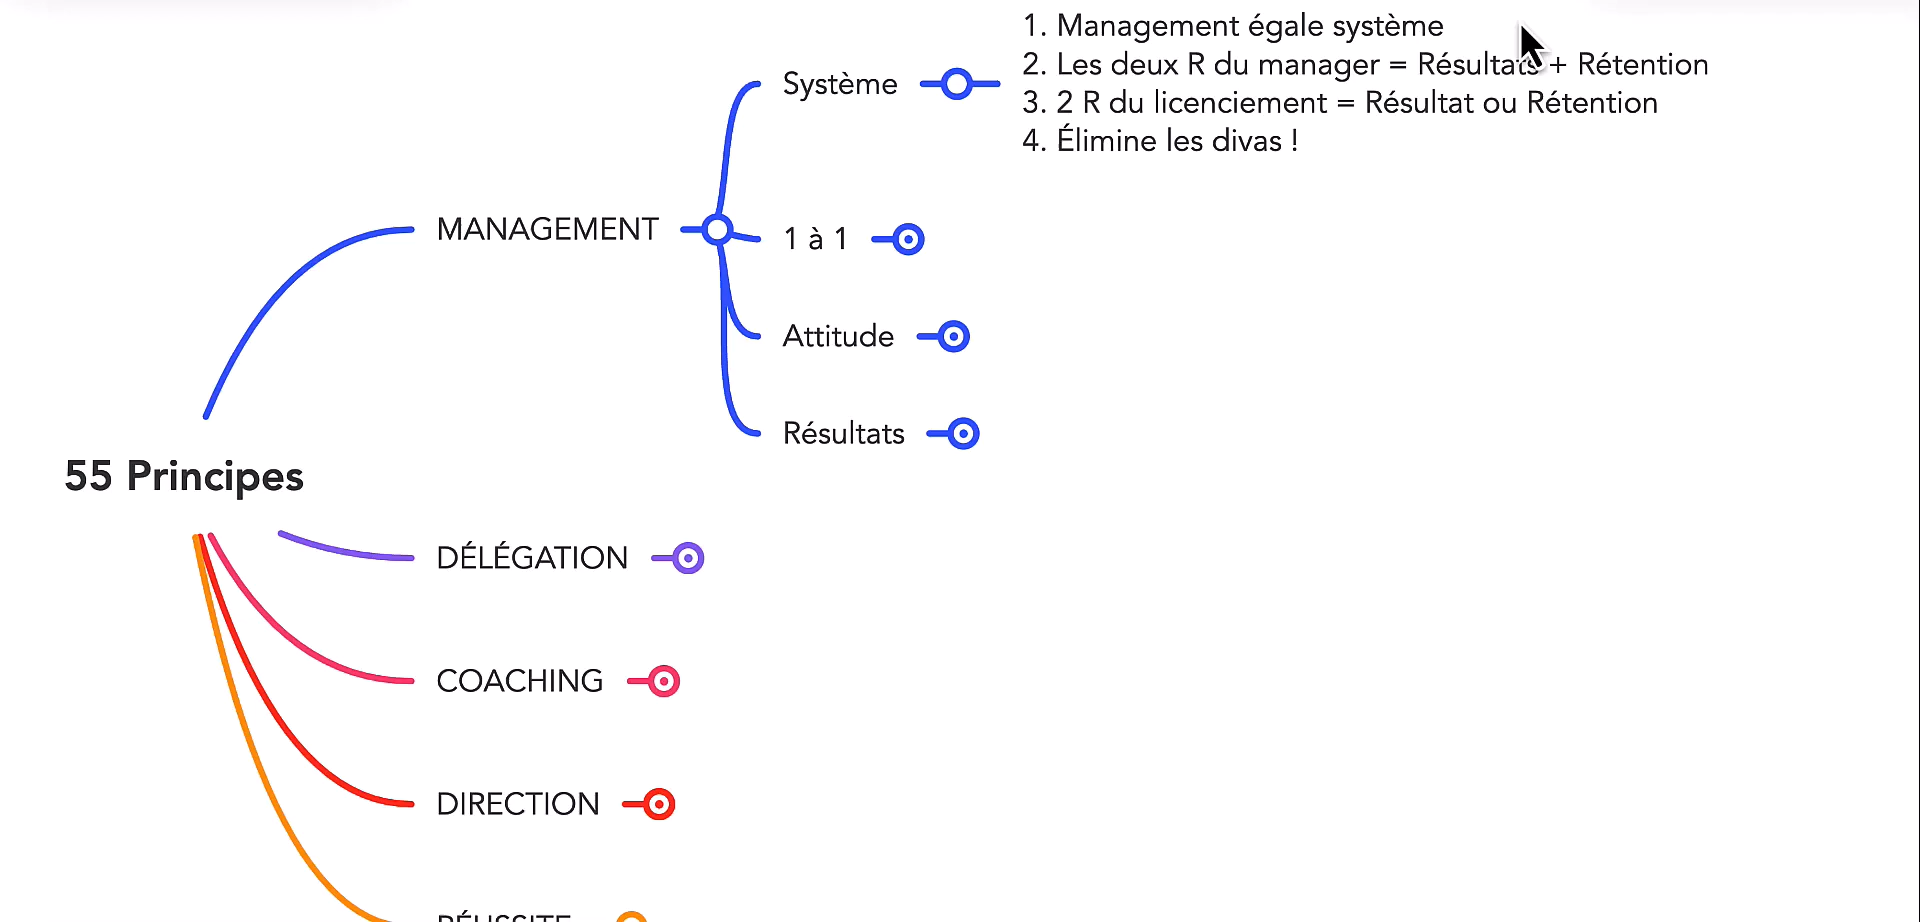 1. Management égale système
2. Les deux R du manager = Résultats + Rétention
3. 2 R du licenciement = Résultat ou Rétention
4. Élimine les divas !
Système
MANAGEMENT
1 à 1
Attitude
Résultats
55 Principes
DÉLÉGATION
COACHING
DIRECTION
RÉUSSITE